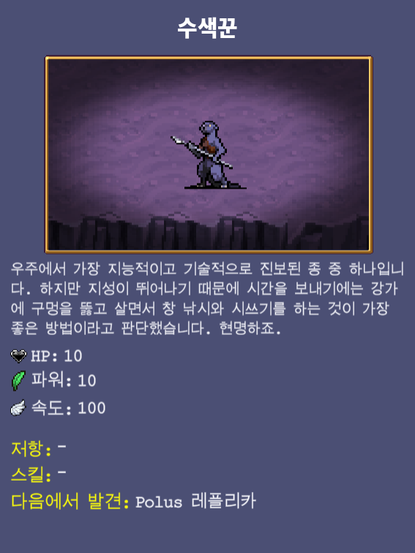 수색꾼
우주에서 가장 지능적이고 기술적으로 진보된 종 중 하나입니
다. 하지만 지성이 뛰어나기 때문에 시간을 보내기에는 강가
에 구멍을 뚫고 살면서 창 낚시와 시쓰기를 하는 것이 가장
좋은 방법이라고 판단했습니다. 현명하죠.
HP: 10
파워: 10
속도: 100
저항: -
스킬: -
다음에서 발견: Polus 레플리카